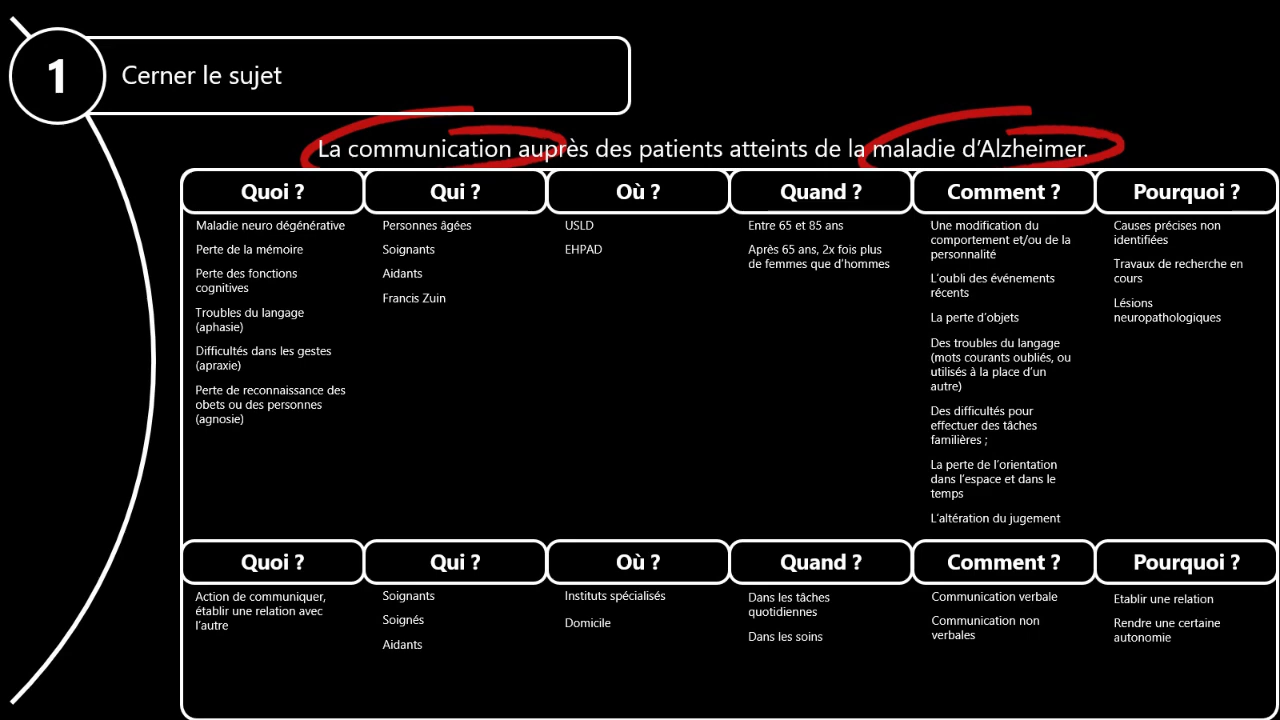 1
Cerner le sujet
La communication auprès des patients atteints de la maladie d’Alzheimer.
Quoi ?
Qui ?
Où ?
Quand ?
Comment ?
Pourquoi ?
Maladie neuro dégénérative
Perte de la mémoire
Perte des fonctions
cognitives
Troubles du langage
(aphasie)
Difficultés dans les gestes
(apraxie)
Perte de reconnaissance des
obets ou des personnes
(agnosie)
Personnes âgées
Soignants
Aidants
Francis Zuin
USLD
EHPAD
Entre 65 et 85 ans
Après 65 ans, 2x fois plus
de femmes que d’hommes
Une modification du
comportement et/ou de la
personnalité
L’oubli des événements
récents
La perte d’objets
Des troubles du langage
(mots courants oubliés, ou
utilisés à la place d’un
autre)
Des difficultés pour
effectuer des tâches
familières ;
La perte de l’orientation
dans l’espace et dans le
temps
L’altération du jugement
Causes précises non
identifiées
Travaux de recherche en
cours
Lésions
neuropathologiques
Quoi ?
Qui ?
Où ?
Quand ?
Comment ?
Pourquoi ?
Action de communiquer,
établir une relation avec
l’autre
Soignants
Soignés
Aidants
Instituts spécialisés
Domicile
Dans les tâches
quotidiennes
Dans les soins
Communication verbale
Communication non
verbales
Etablir une relation
Rendre une certaine
autonomie